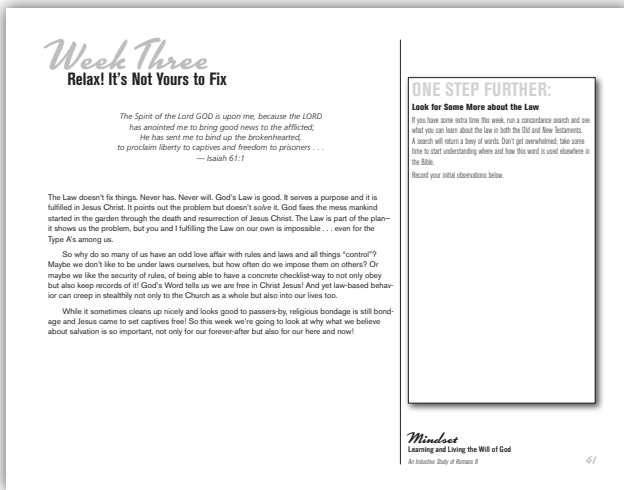 Week Three
Relax! It's Not Yours to Fix
The Spirit of the Lord GOD is upon me, because the LORD
has anointed me to bring good news to the afflicted;
He has sent me to bind up the brokenhearted,
to proclaim liberty to captives and freedom to prisoners . . .
— Isaiah 61:1
The Law doesn't fix things. Never has. Never will. God's Law is good. It serves a purpose and it is
fulfilled in Jesus Christ. It points out the problem but doesn't solve it. God fixes the mess mankind
started in the garden through the death and resurrection of Jesus Christ. The Law is part of the plan–
it shows us the problem, but you and I fulfilling the Law on our own is impossible . . . even for the
Type A's among us.
So why do so many of us have an odd love affair with rules and laws and all things "control"?
Maybe we don't like to be under laws ourselves, but how often do we impose them on others? Or
maybe we like the security of rules, of being able to have a concrete checklist-way to not only obey
but also keep records of it! God's Word tells us we are free in Christ Jesus! And yet law-based behav-
ior can creep in stealthily not only to the Church as a whole but also into our lives too.
While it sometimes cleans up nicely and looks good to passers-by, religious bondage is still bond-
age and Jesus came to set captives free! So this week we're going to look at why what we believe
about salvation is so important, not only for our forever-after but also for our here and now!
ONE STEP FURTHER:
Look for Some More about the Law
If you have some extra time this week, run a concordance search and see
what you can learn about the law in both the Old and New Testaments.
A search will return a bevy of words. Don't get overwhelmed; take some
time to start understanding where and how this word is used elsewhere in
the Bible.
Record your initial observations below.
Mindset
Learning and Living the Will of God
An Inductive Study of Romans 8
41